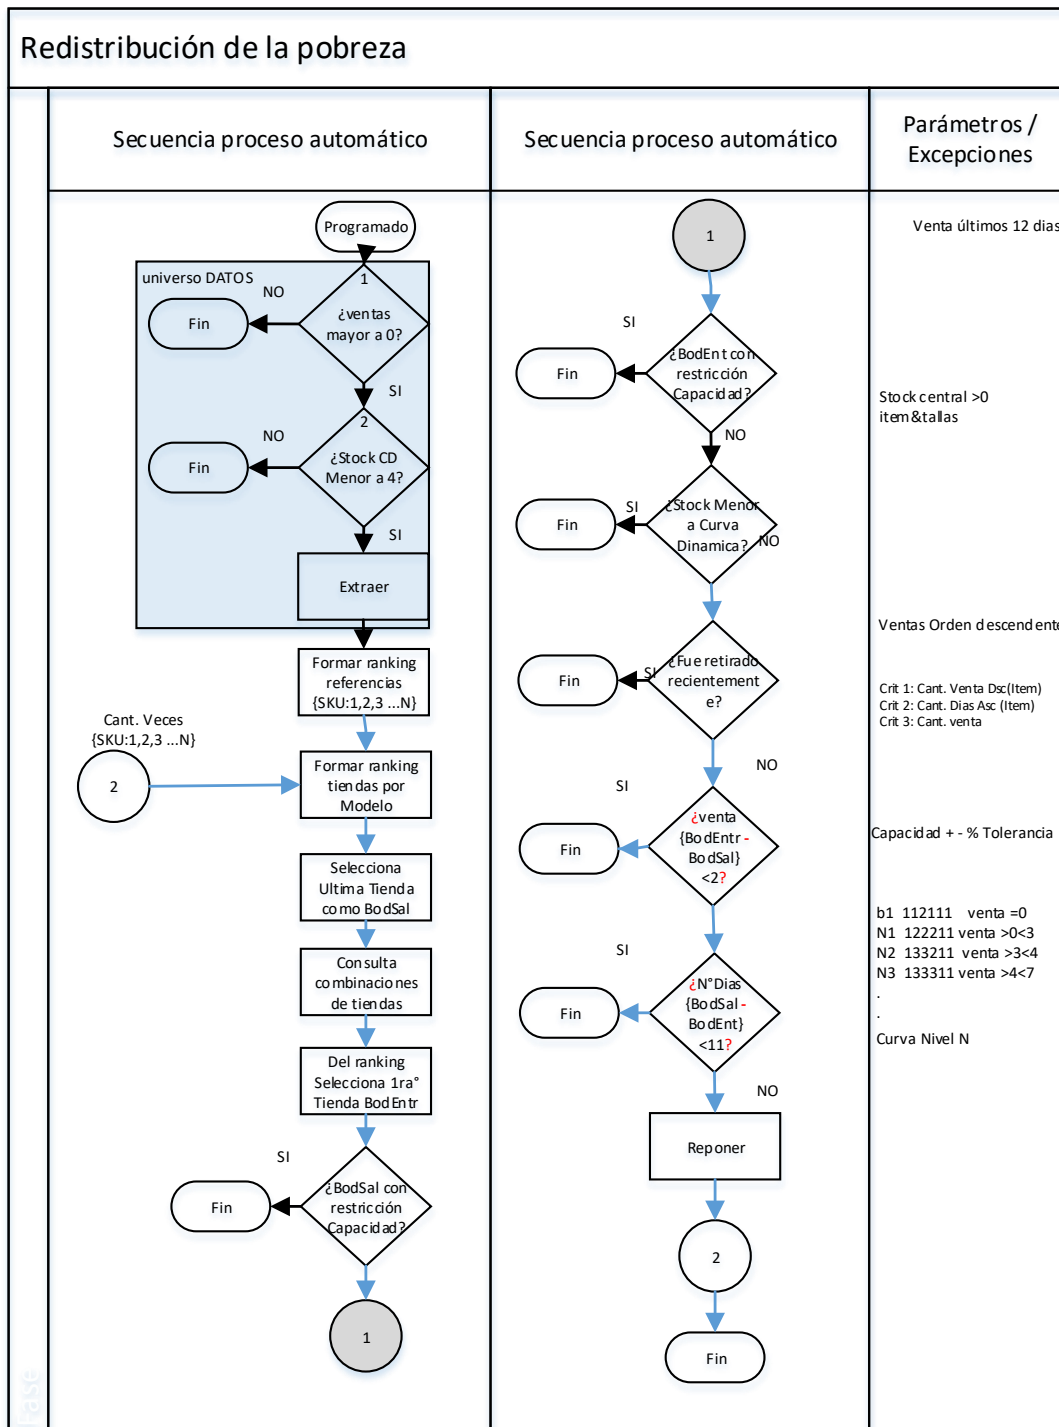 Redistribución de la pobreza
Secuencia proceso automático
Secuencia proceso automático
Parámetros /
Excepciones
Programado
universo DATOS
1
¿ventas
mayor a 0?
NO
Fin
SI
2
¿Stock CD
Menor a 4?
NO
Fin
SI
Extraer
Formar ranking
referencias
{SKU:1,2,3 ...N}
Cant. Veces
{SKU:1,2,3 ...N}
2
Formar ranking
tiendas por
Modelo
Selecciona
Ultima Tienda
como BodSal
Consulta
combinaciones
de tiendas
Del ranking
Selecciona 1ra°
Tienda BodEntr
SI
¿BodSal con
restricción
Capacidad?
Fin
1
1
SI
¿BodEnt con
restricción
Capacidad?
Fin
NO
¿Stock Menor
a Curva
Dinamica?
SI
Fin
NO
¿Fue retirado
recientement
e?
SI
Fin
NO
SI
¿venta
{BodEntr -
BodSal}
<2?
Fin
SI
¿N°Dias
{BodSal -
BodEnt}
<11?
Fin
NO
Reponer
2
Fin
Venta últimos 12 dias
Stock central >0
item&tallas
Ventas Orden descendente
Crit 1: Cant. Venta Dsc(Item)
Crit 2: Cant. Dias Asc (Item)
Crit 3: Cant. venta
Capacidad + - % Tolerancia
b1 112111 venta =0
N1 122211 venta >0<3
N2 133211 venta >3<4
N3 133311 venta >4<7
.
.
Curva Nivel N
Fase